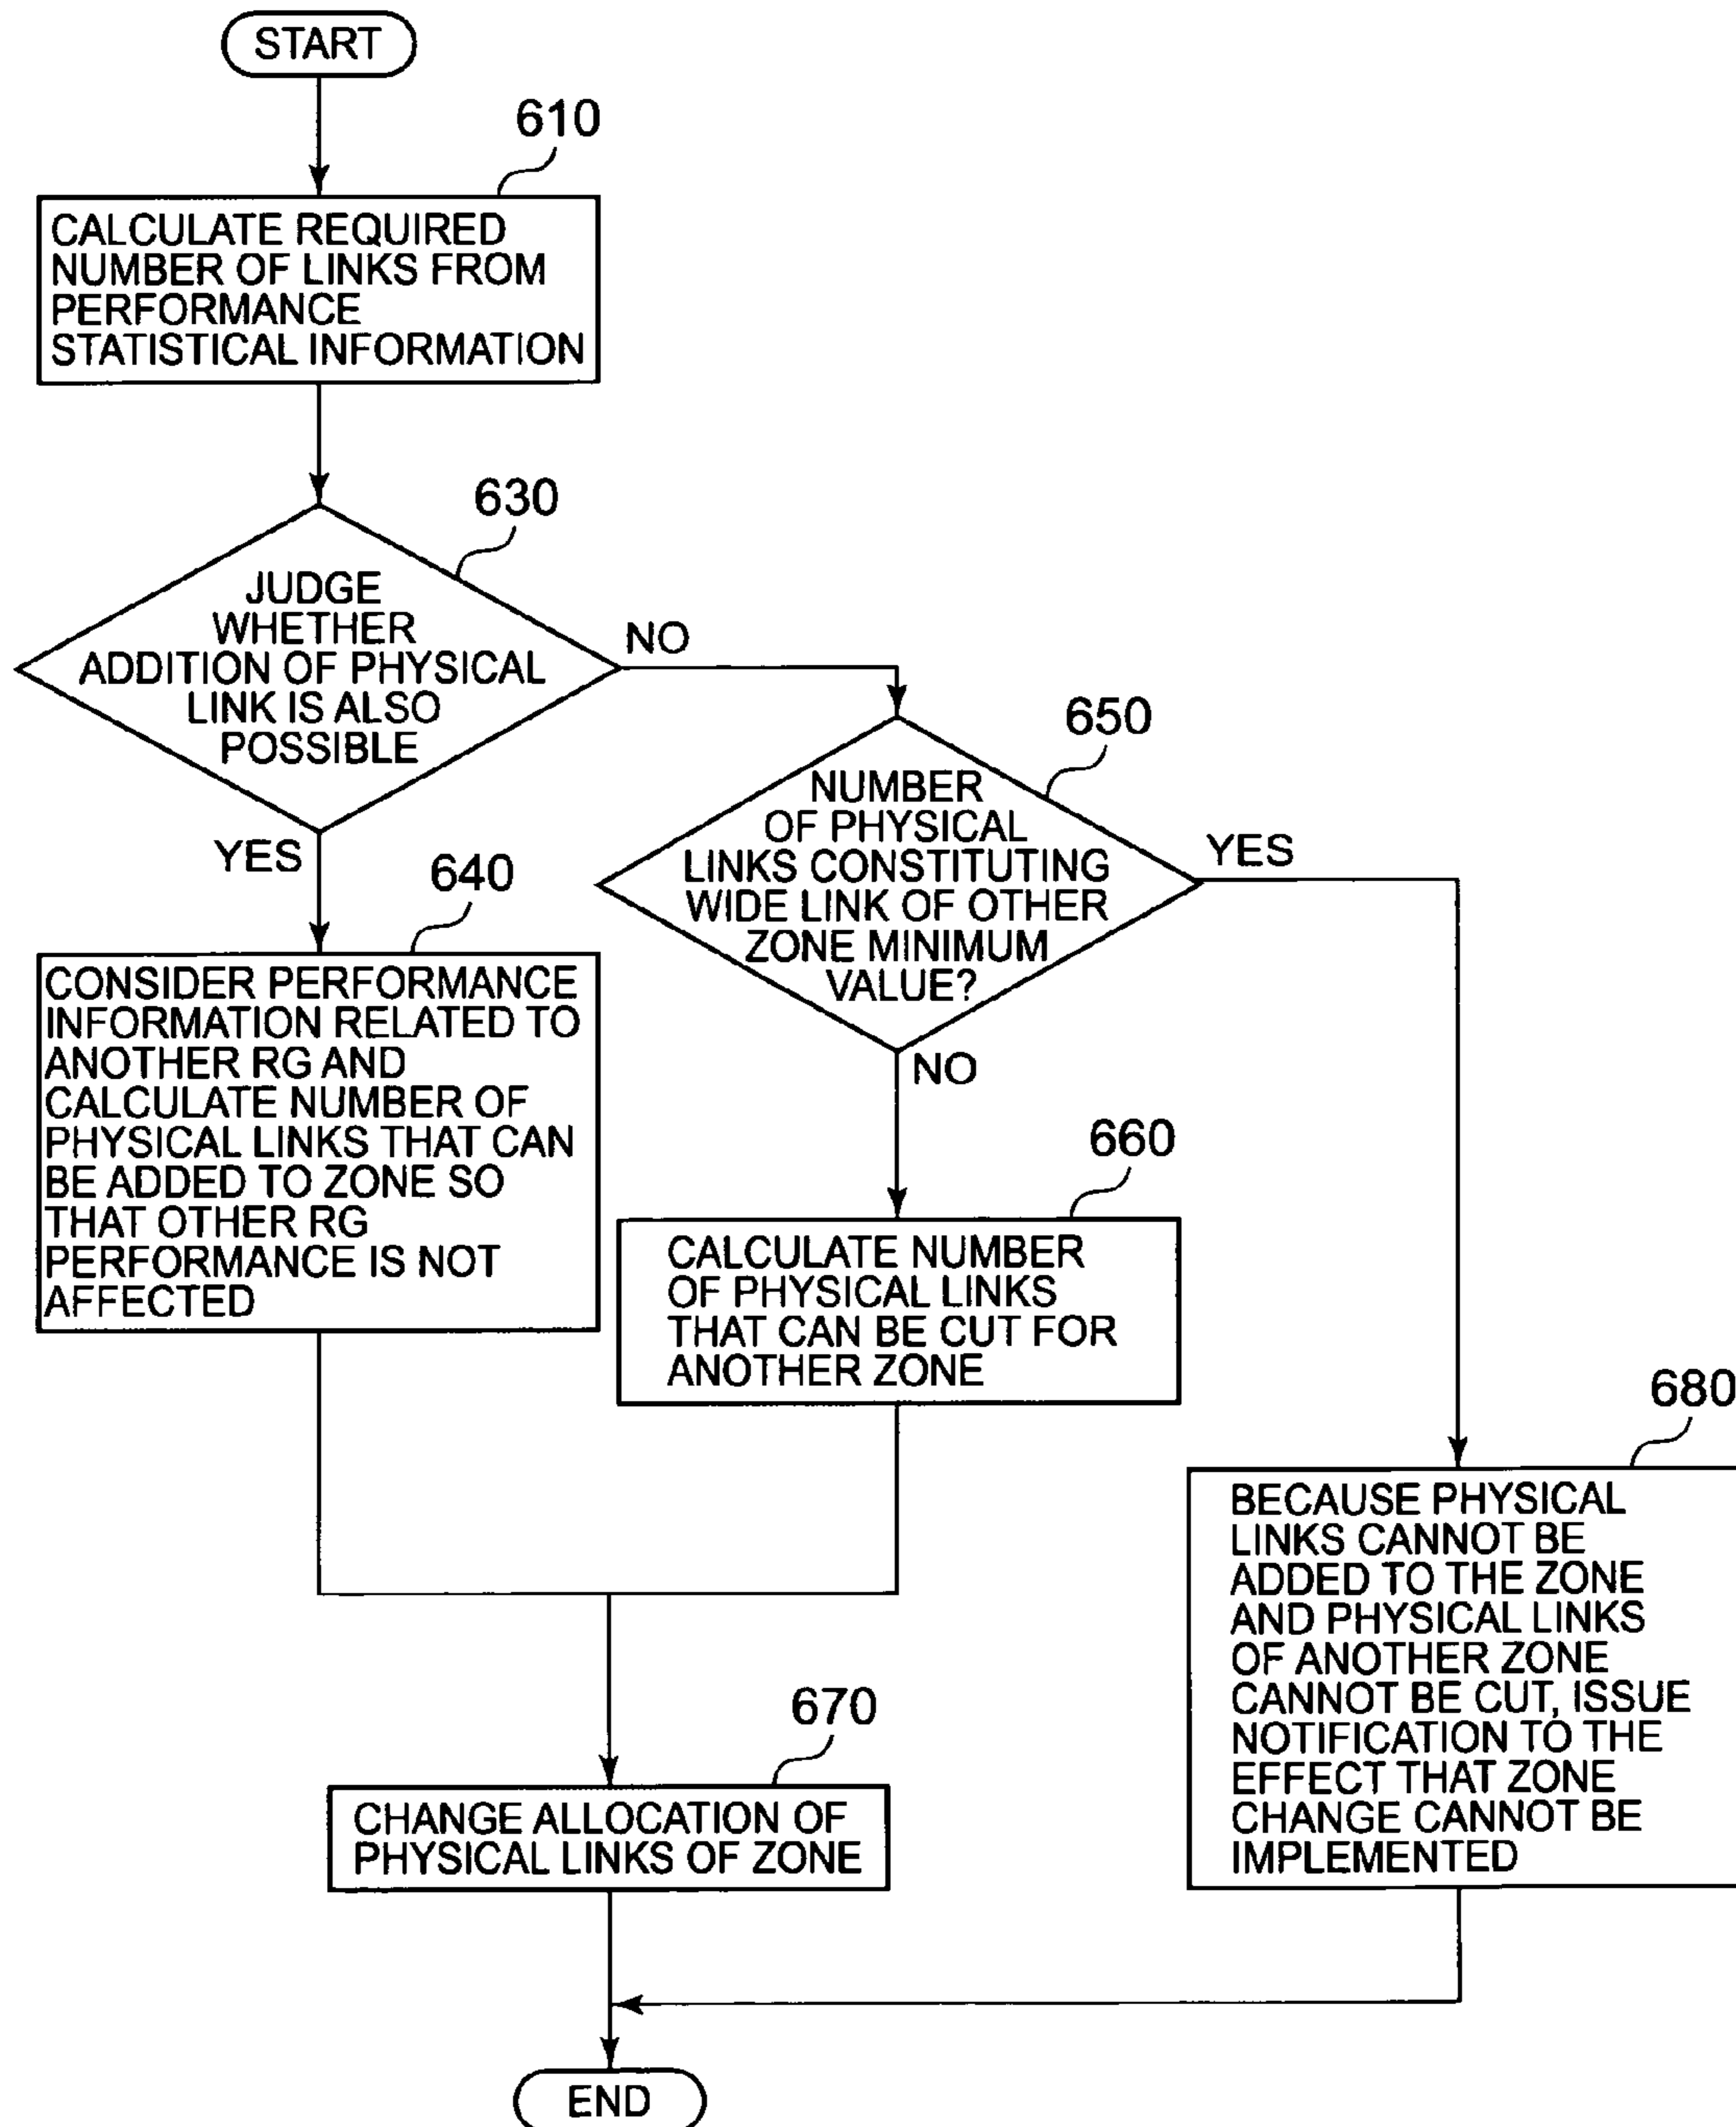 START
610
CALCULATE REQUIRED
NUMBER OF LINKS FROM
PERFORMANCE
STATISTICAL INFORMATION
630
JUDGE
WHETHER
ADDITION OF PHYSICAL
LINK IS ALSO
POSSIBLE
NO
YES
650
NUMBER
OF PHYSICAL
LINKS CONSTITUTING
WIDE LINK OF OTHER
ZONE MINIMUM
VALUE?
YES
NO
640
CONSIDER PERFORMANCE
INFORMATION RELATED TO
ANOTHER RG AND
CALCULATE NUMBER OF
PHYSICAL LINKS THAT CAN
BE ADDED TO ZONE SO
THAT OTHER RG
PERFORMANCE IS NOT
AFFECTED
660
CALCULATE NUMBER
OF PHYSICAL LINKS
THAT CAN BE CUT FOR
ANOTHER ZONE
680
BECAUSE PHYSICAL
LINKS CANNOT BE
ADDED TO THE ZONE
AND PHYSICAL LINKS
OF ANOTHER ZONE
CANNOT BE CUT, ISSUE
NOTIFICATION TO THE
EFFECT THAT ZONE
CHANGE CANNOT BE
IMPLEMENTED
670
CHANGE ALLOCATION OF
PHYSICAL LINKS OF ZONE
END